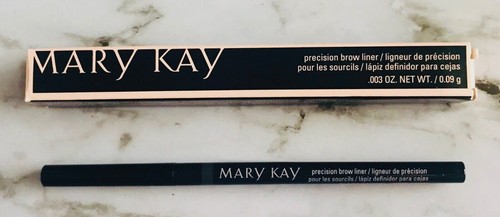 MARY KAY
precision brow liner / ligneur de précision
pour les sourcils / lápiz definidor para cejas
.003 OZ. NET WT. / 0.09 g
MARY KAY
precision brow liner / ligneur de précision
pour les sourcils / lápiz definidor para cejas